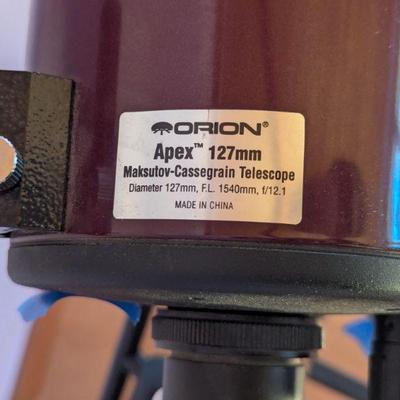 ORION®
Apex™ 127mm
Maksutov-Cassegrain Telescope
Diameter 127mm, F.L. 1540mm, f/12.1
MADE IN CHINA